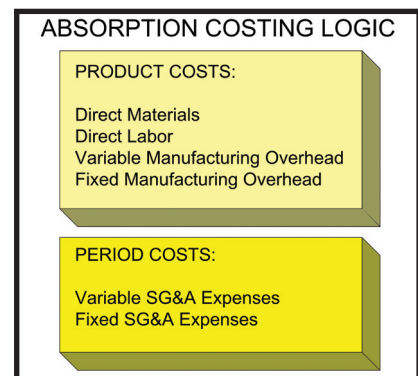 ABSORPTION COSTING LOGIC
PRODUCT COSTS:
Direct Materials
Direct Labor
Variable Manufacturing Overhead
Fixed Manufacturing Overhead
PERIOD COSTS:
Variable SG&A Expenses
Fixed SG&A Expenses